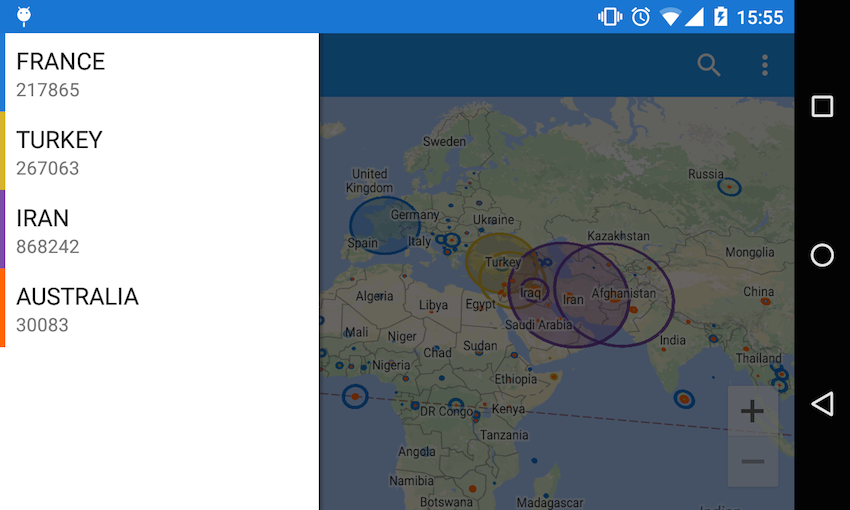 15:55
FRANCE
217865
TURKEY
267063
IRAN
868242
AUSTRALIA
30083
Sweden
Russia
United
Kingdom
Germany
Ukraine
Kazakhstan
Spain
Italy
Mongolia
Turkey
Iraq
Iran
Afghanistan
China
Algeria
Libya
Egypt
Saudi Arabia
Mali
Niger
Chad
Sudan
India
Thailand
Nigeria
Ethiopia
DR Congo
Kenya
Tanzania
Angola
Namibia
Botswana
Madagascar